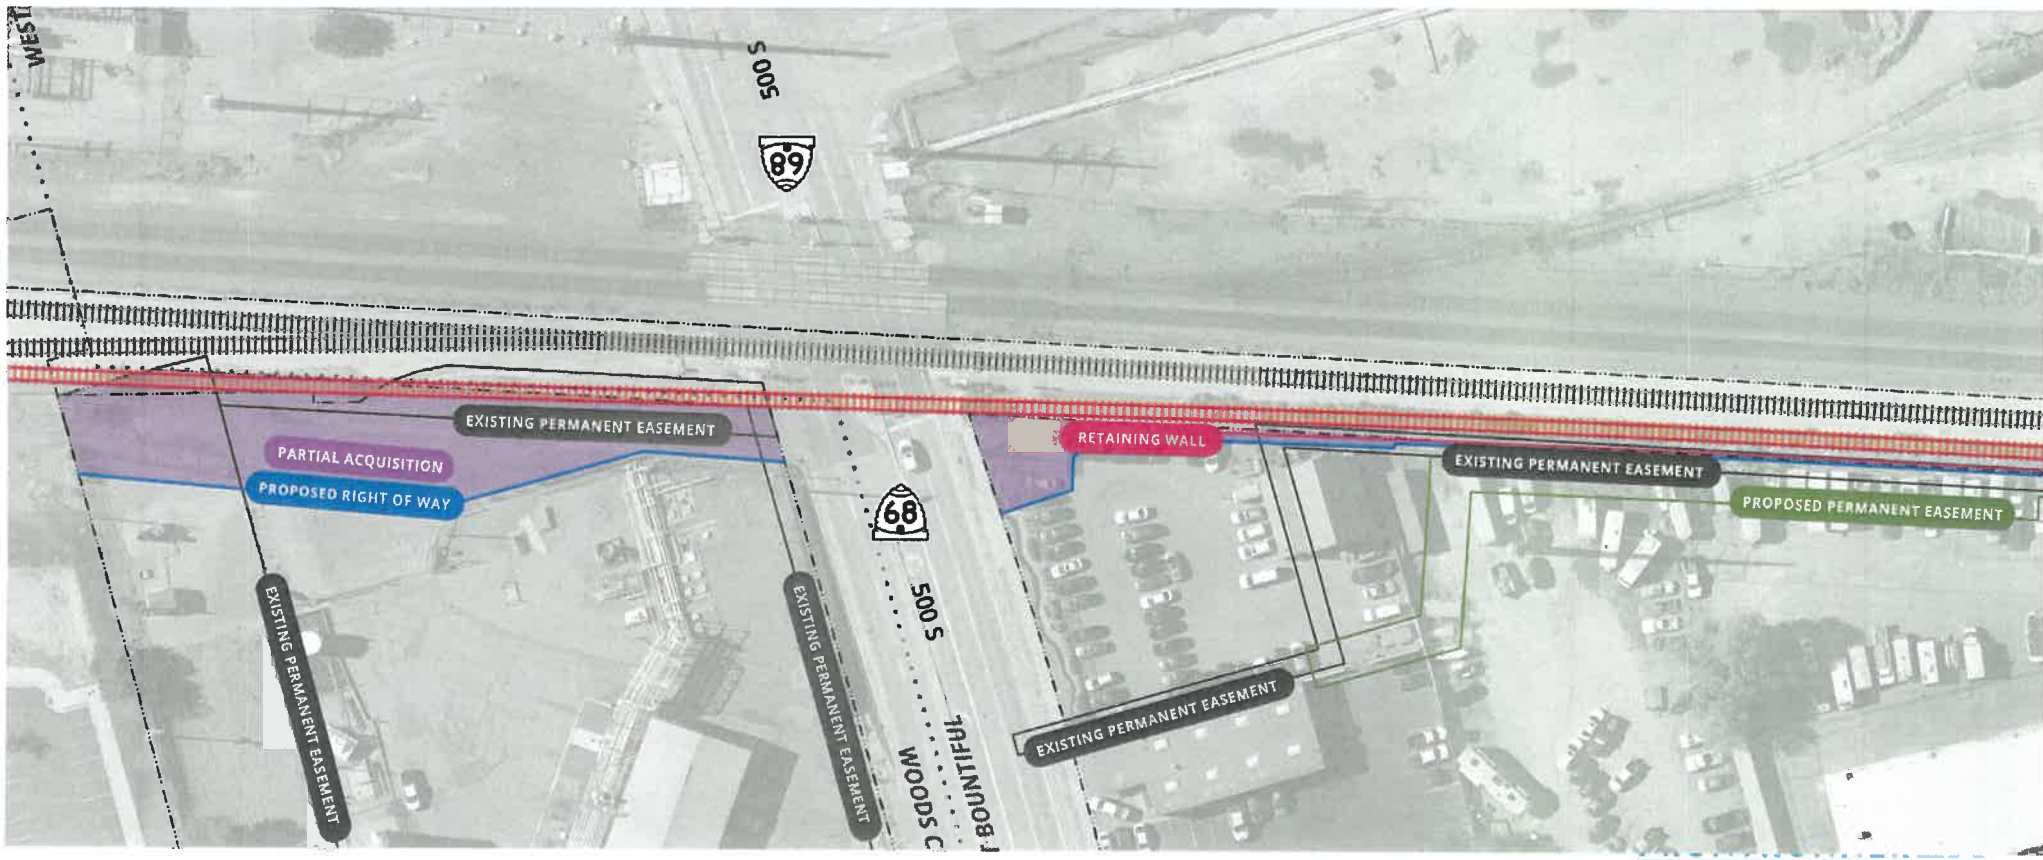 WEST
500 S
68
EXISTING PERMANENT EASEMENT
PARTIAL ACQUISITION
PROPOSED RIGHT OF WAY
RETAINING WALL
EXISTING PERMANENT EASEMENT
PROPOSED PERMANENT EASEMENT
68
500 S
EXISTING PERMANENT EASEMENT
EXISTING PERMANENT EASEMENT
EXISTING PERMANENT EASEMENT
WOODS C
T BOUNTIFUL